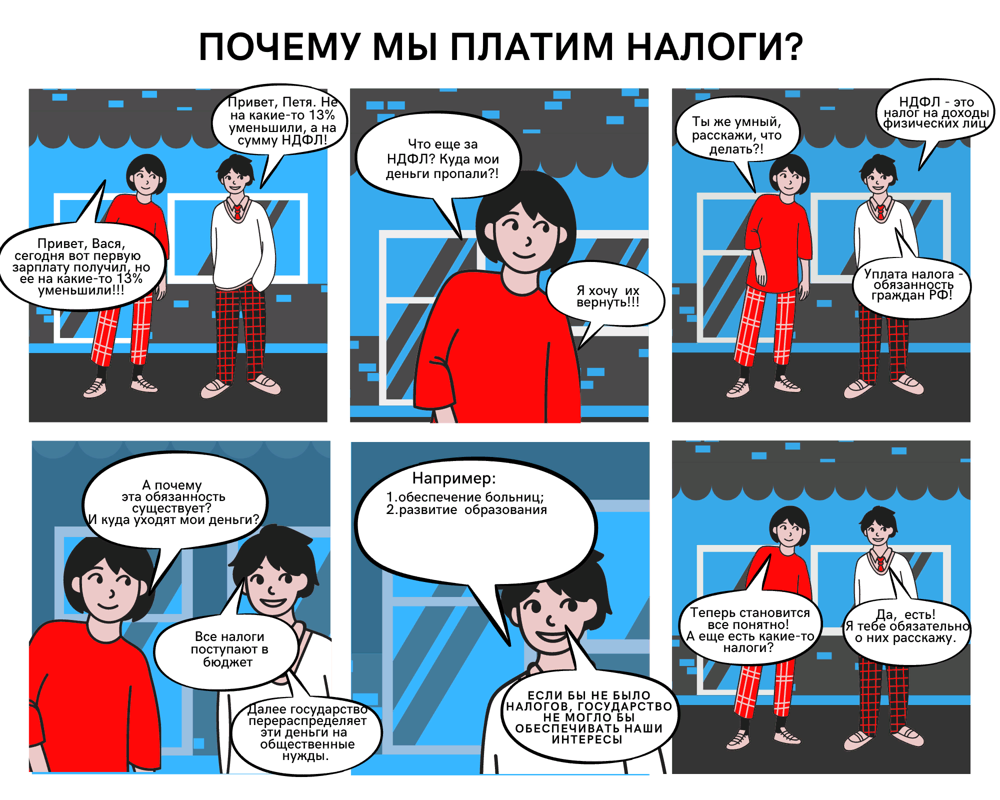 ПОЧЕМУ МЫ ПЛАТИМ НАЛОГИ?
Привет, Вася,
сегодня вот первую
зарплату получил, но
ее на какие-то 13%
уменьшили!!!
Привет, Петя. Не
на какие-то 13%
уменьшили, а на
сумму НДФЛ!
Что еще за
НДФЛ? Куда мои
деньги пропали?!
Я хочу их
вернуть!!!
Ты же умный,
расскажи, что
делать?!
НДФЛ - это
налог на доходы
физических лиц
Уплата налога -
обязанность
граждан РФ!
А почему
эта обязанность
существует?
И куда уходят мои деньги?
Все налоги
поступают в
бюджет
Далее государство
перераспределяет
эти деньги на
общественные
нужды.
Например:
1.обеспечение больниц;
2.развитие образования
ЕСЛИ БЫ НЕ БЫЛО
НАЛОГОВ, ГОСУДАРСТВО
НЕ МОГЛО БЫ
ОБЕСПЕЧИВАТЬ НАШИ
ИНТЕРЕСЫ
Теперь становится
все понятно!
А еще есть какие-то
налоги?
Да, есть!
Я тебе обязательно
о них расскажу.